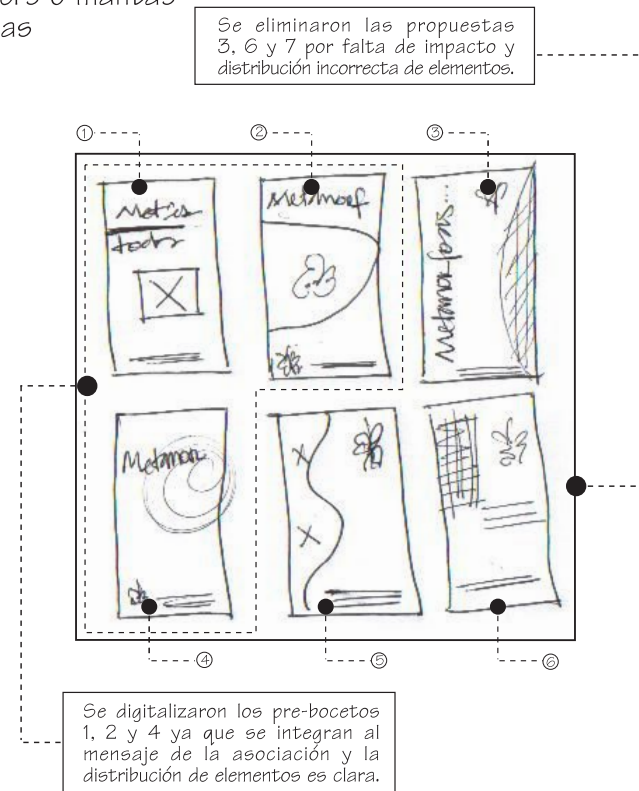 as
Se eliminaron las propuestas
3, 6 y 7 por falta de impacto y
distribución incorrecta de elementos.
1
2
3
Metamorf
Metamorfosis...
Metamor
4
5
6
Se digitalizaron los pre-bocetos
1, 2 y 4 ya que se integran al
mensaje de la asociación y la
distribución de elementos es clara.